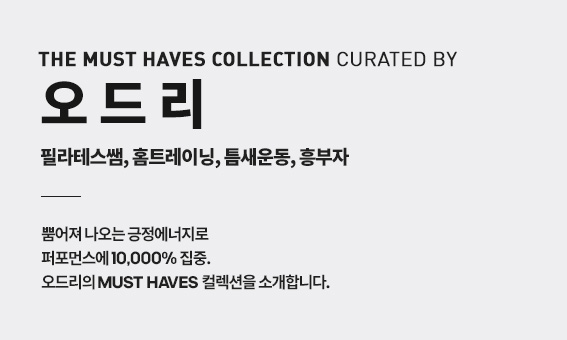 THE MUST HAVES COLLECTION CURATED BY
오드리
필라테스쌤, 홈트레이닝, 틈새운동, 흥부자
뿜어져 나오는 긍정에너지로
퍼포먼스에 10,000% 집중.
오드리의 MUST HAVES 컬렉션을 소개합니다.